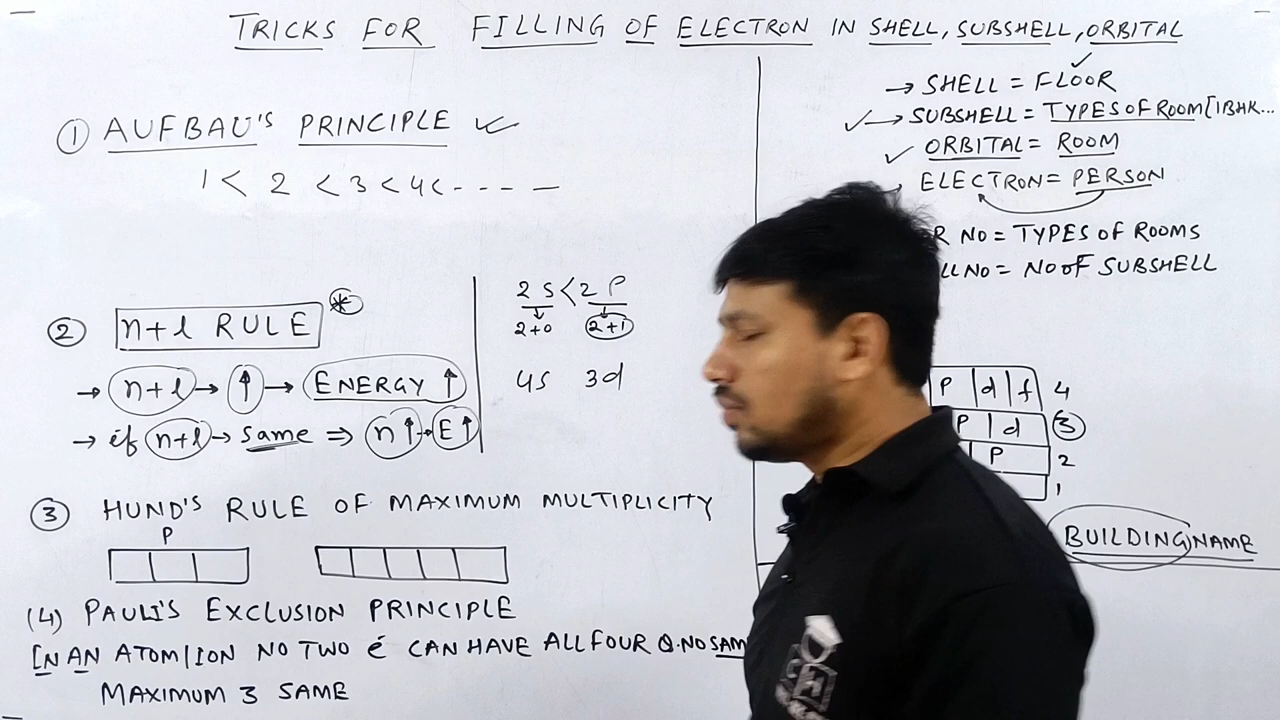 TRICKS FOR FILLING OF ELECTRON IN SHELL, SUBSHELL, ORBITAL
① AUFBAU'S PRINCIPLE ✓
1 < 2 < 3 < 4 < - - - -
② n+l RULE *
→ n+l → ↑ → ENERGY ↑
→ if n+l → same ⇒ n↑→ E↑
2S < 2P
2+0 2+1
4s 3d
③ HUND'S RULE OF MAXIMUM MULTIPLICITY
P
(4) PAULI'S EXCLUSION PRINCIPLE
IN AN ATOM/ION NO TWO é CAN HAVE ALL FOUR Q.NO SAM
MAXIMUM 3 SAME
→ SHELL = FLOOR ✓
✓→ SUBSHELL = TYPES OF ROOM [1BHK...
✓ ORBITAL = ROOM
ELECTRON = PERSON
R NO = TYPES OF ROOMS
LL NO = NO OF SUBSHELL
P d f 4
P d ③
P 2
1
BUILDING NAME